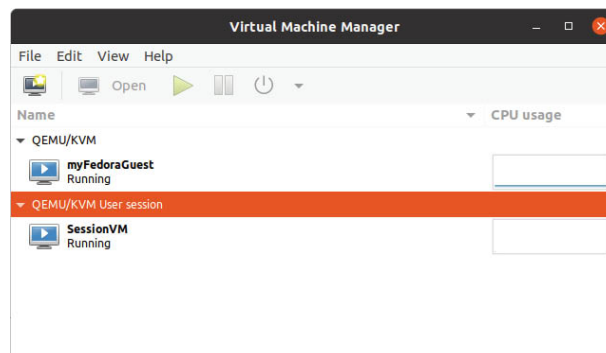 Virtual Machine Manager
File Edit View Help
Open
Name CPU usage
QEMU/KVM
myFedoraGuest
Running
QEMU/KVM User session
SessionVM
Running